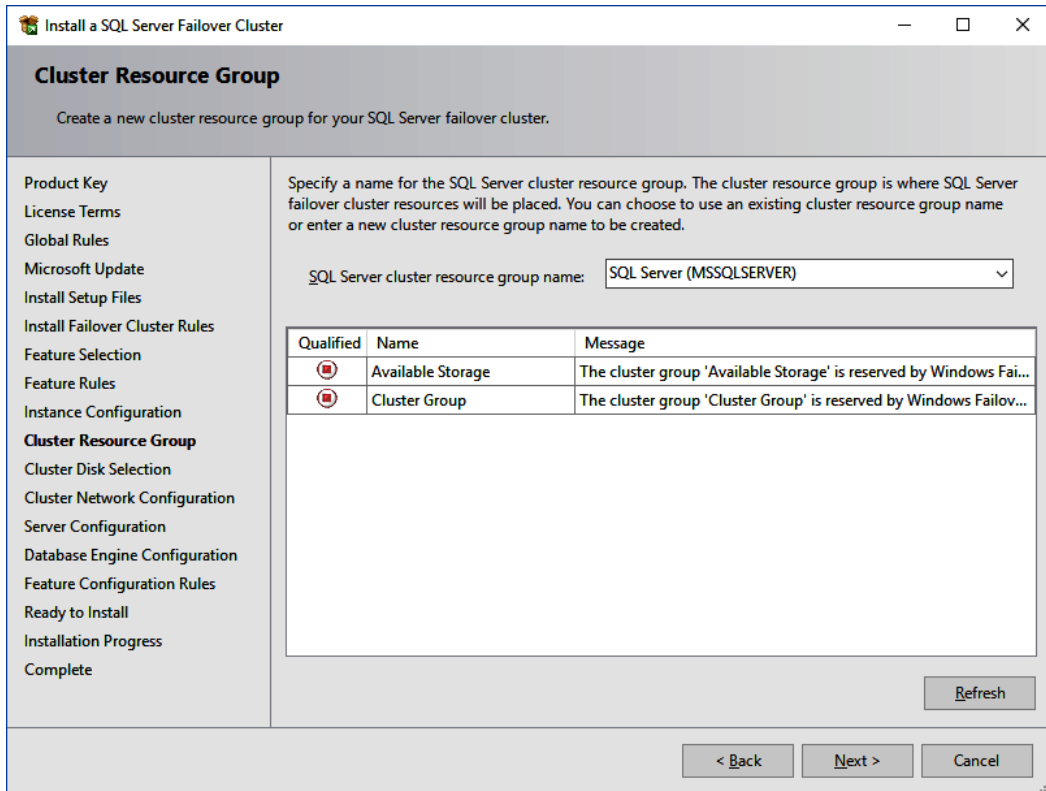 Install a SQL Server Failover Cluster
Cluster Resource Group
Create a new cluster resource group for your SQL Server failover cluster.
Product Key
License Terms
Global Rules
Microsoft Update
Install Setup Files
Install Failover Cluster Rules
Feature Selection
Feature Rules
Instance Configuration
Cluster Resource Group
Cluster Disk Selection
Cluster Network Configuration
Server Configuration
Database Engine Configuration
Feature Configuration Rules
Ready to Install
Installation Progress
Complete
Specify a name for the SQL Server cluster resource group. The cluster resource group is where SQL Server
failover cluster resources will be placed. You can choose to use an existing cluster resource group name
or enter a new cluster resource group name to be created.
SQL Server cluster resource group name: SQL Server (MSSQLSERVER)
Qualified Name Message
Available Storage The cluster group 'Available Storage' is reserved by Windows Fai...
Cluster Group The cluster group 'Cluster Group' is reserved by Windows Failov...
Refresh
< Back Next > Cancel